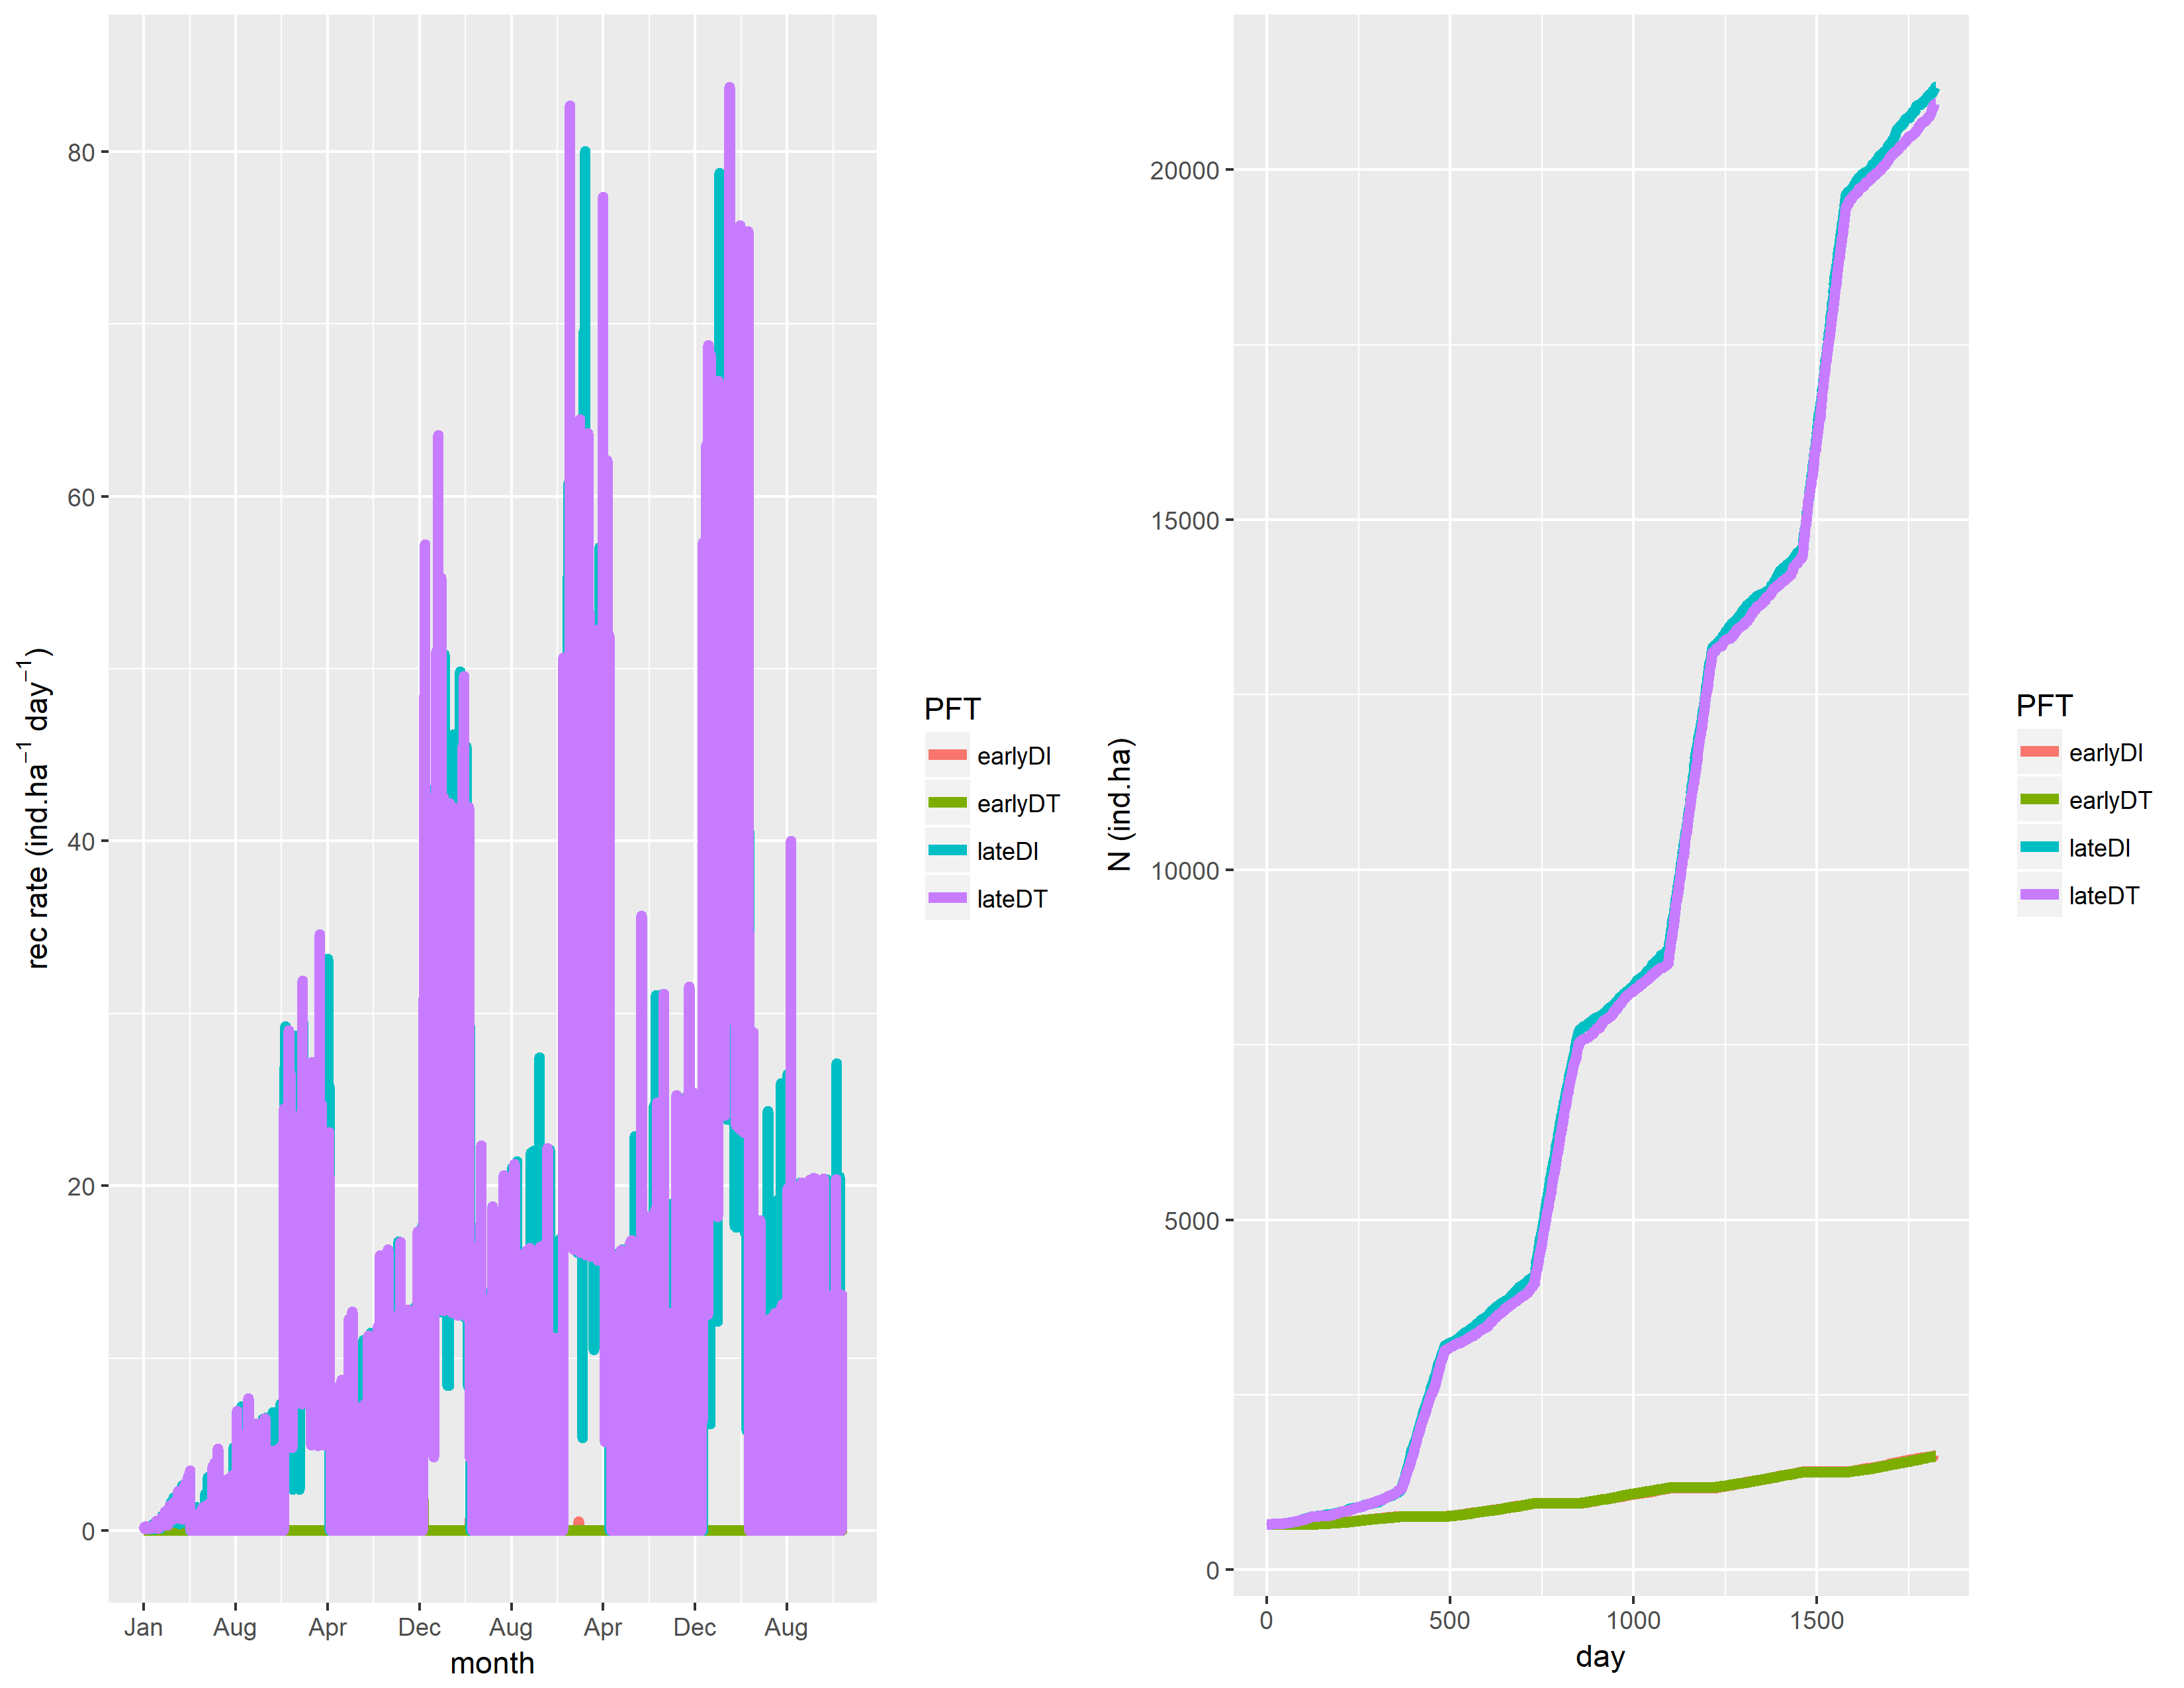 rec rate (ind.ha⁻¹ day⁻¹)
80
60
40
20
0
Jan Aug Apr Dec Aug Apr Dec Aug
month
PFT
earlyDI
earlyDT
lateDI
lateDT
N (ind.ha)
20000
15000
10000
5000
0
0 500 1000 1500
day
PFT
earlyDI
earlyDT
lateDI
lateDT